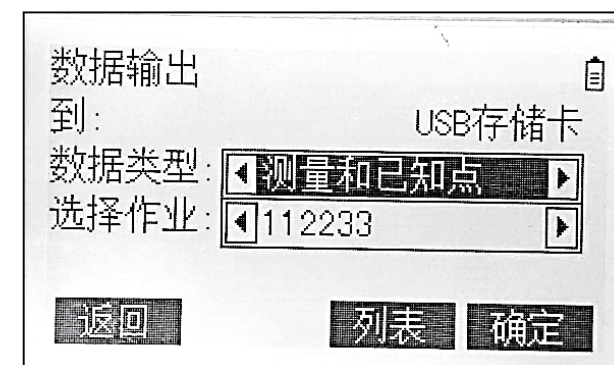 数据输出
到: USB存储卡
数据类型: 测量和已知点
选择作业: 112233
返回 列表 确定